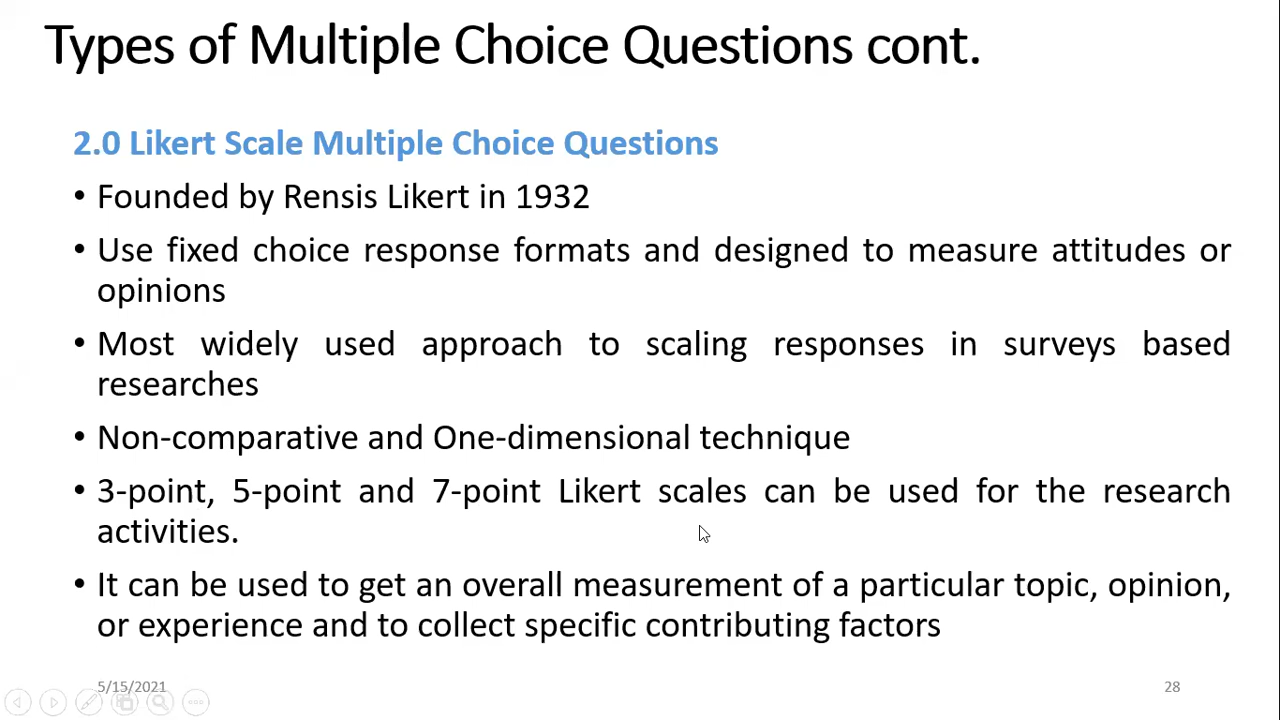 Types of Multiple Choice Questions cont.
2.0 Likert Scale Multiple Choice Questions
• Founded by Rensis Likert in 1932
• Use fixed choice response formats and designed to measure attitudes or
opinions
• Most widely used approach to scaling responses in surveys based
researches
• Non-comparative and One-dimensional technique
• 3-point, 5-point and 7-point Likert scales can be used for the research
activities.
• It can be used to get an overall measurement of a particular topic, opinion,
or experience and to collect specific contributing factors
5/15/2021
28